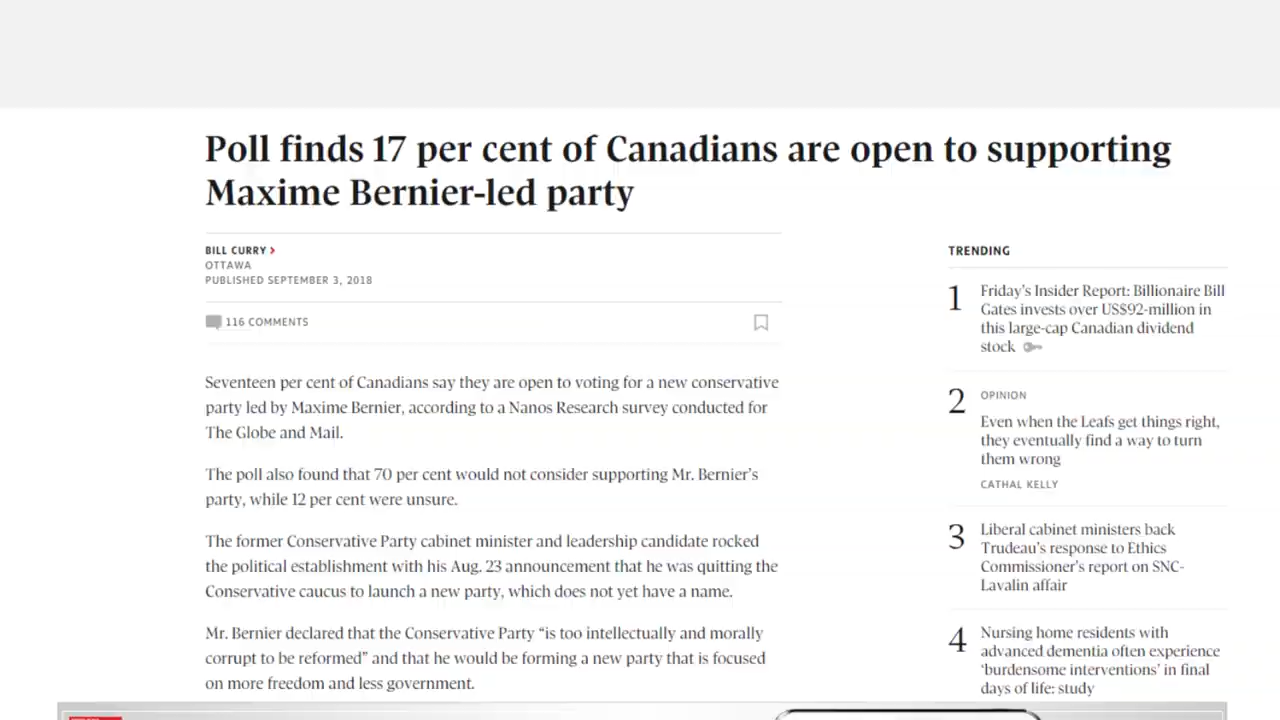 Poll finds 17 per cent of Canadians are open to supporting
Maxime Bernier-led party
BILL CURRY >
OTTAWA
PUBLISHED SEPTEMBER 3, 2018
116 COMMENTS
Seventeen per cent of Canadians say they are open to voting for a new conservative
party led by Maxime Bernier, according to a Nanos Research survey conducted for
The Globe and Mail.
The poll also found that 70 per cent would not consider supporting Mr. Bernier's
party, while 12 per cent were unsure.
The former Conservative Party cabinet minister and leadership candidate rocked
the political establishment with his Aug. 23 announcement that he was quitting the
Conservative caucus to launch a new party, which does not yet have a name.
Mr. Bernier declared that the Conservative Party “is too intellectually and morally
corrupt to be reformed” and that he would be forming a new party that is focused
on more freedom and less government.
TRENDING
1
Friday's Insider Report: Billionaire Bill
Gates invests over US$92-million in
this large-cap Canadian dividend
stock
2
OPINION
Even when the Leafs get things right,
they eventually find a way to turn
them wrong
CATHAL KELLY
3
Liberal cabinet ministers back
Trudeau's response to Ethics
Commissioner's report on SNC-
Lavalin affair
4
Nursing home residents with
advanced dementia often experience
‘burdensome interventions’ in final
days of life: study